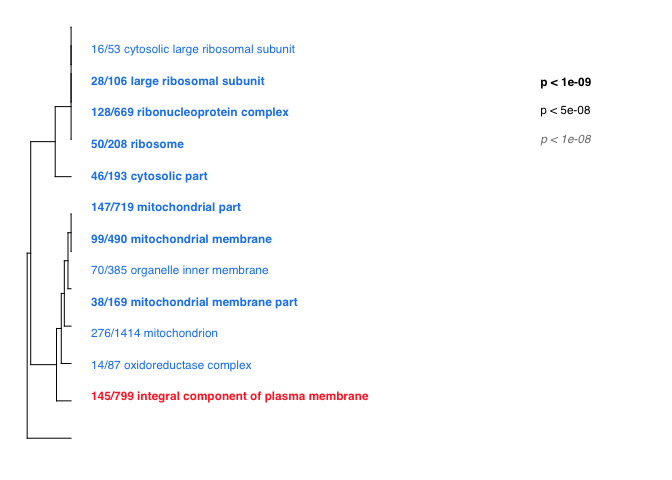 16/53 cytosolic large ribosomal subunit
28/106 large ribosomal subunit
p < 1e-09
128/669 ribonucleoprotein complex
p < 5e-08
50/208 ribosome
p < 1e-08
46/193 cytosolic part
147/719 mitochondrial part
99/490 mitochondrial membrane
70/385 organelle inner membrane
38/169 mitochondrial membrane part
276/1414 mitochondrion
14/87 oxidoreductase complex
145/799 integral component of plasma membrane